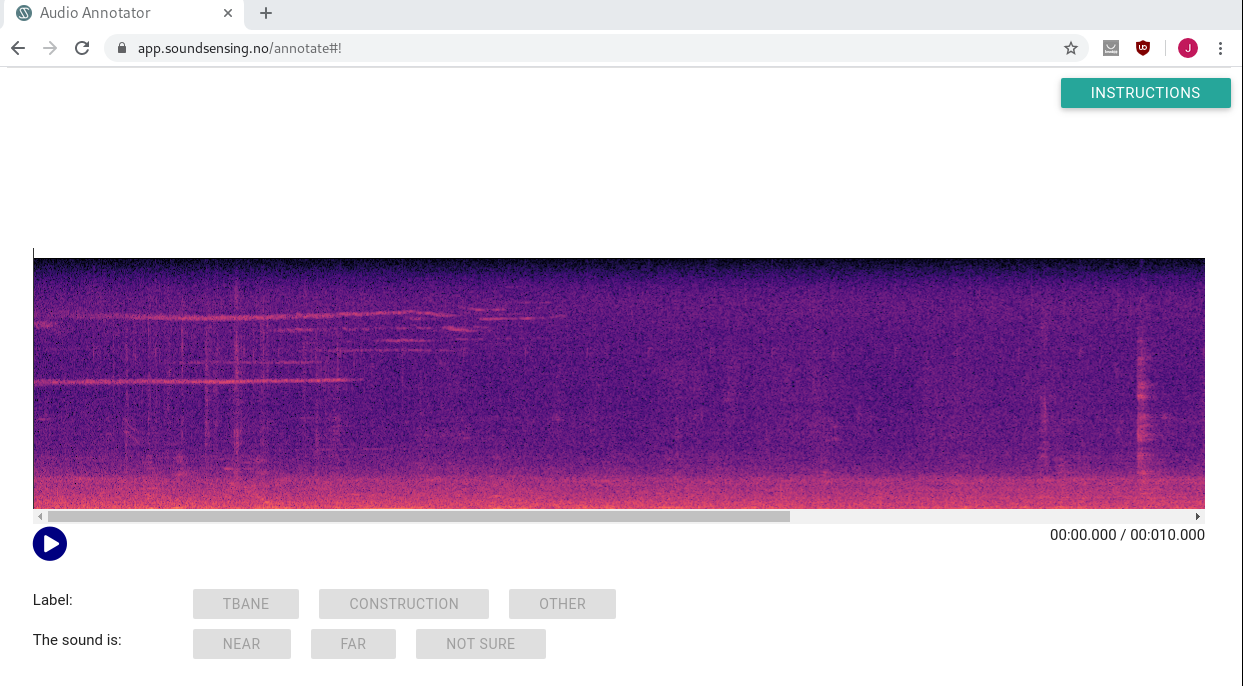 Audio Annotator
app.soundsensing.no/annotate#!
J
INSTRUCTIONS
00:00.000 / 00:010.000
Label:
TBANE CONSTRUCTION OTHER
The sound is:
NEAR FAR NOT SURE